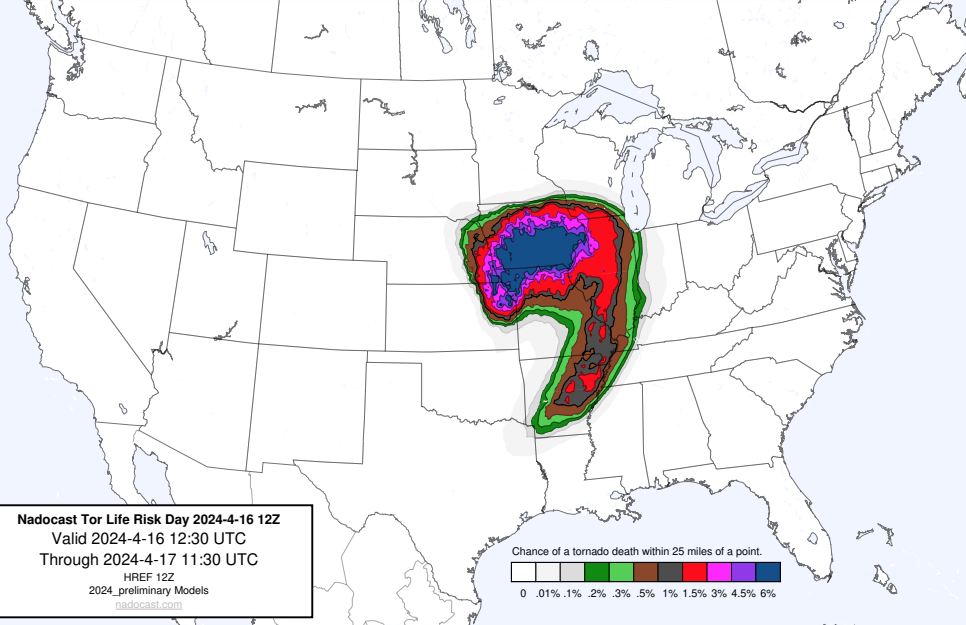 Nadocast Tor Life Risk Day 2024-4-16 12Z
Valid 2024-4-16 12:30 UTC
Through 2024-4-17 11:30 UTC
HREF 12Z
2024_preliminary Models
nadocast.com
Chance of a tornado death within 25 miles of a point.
0 .01% .1% .2% .3% .5% 1% 1.5% 3% 4.5% 6%